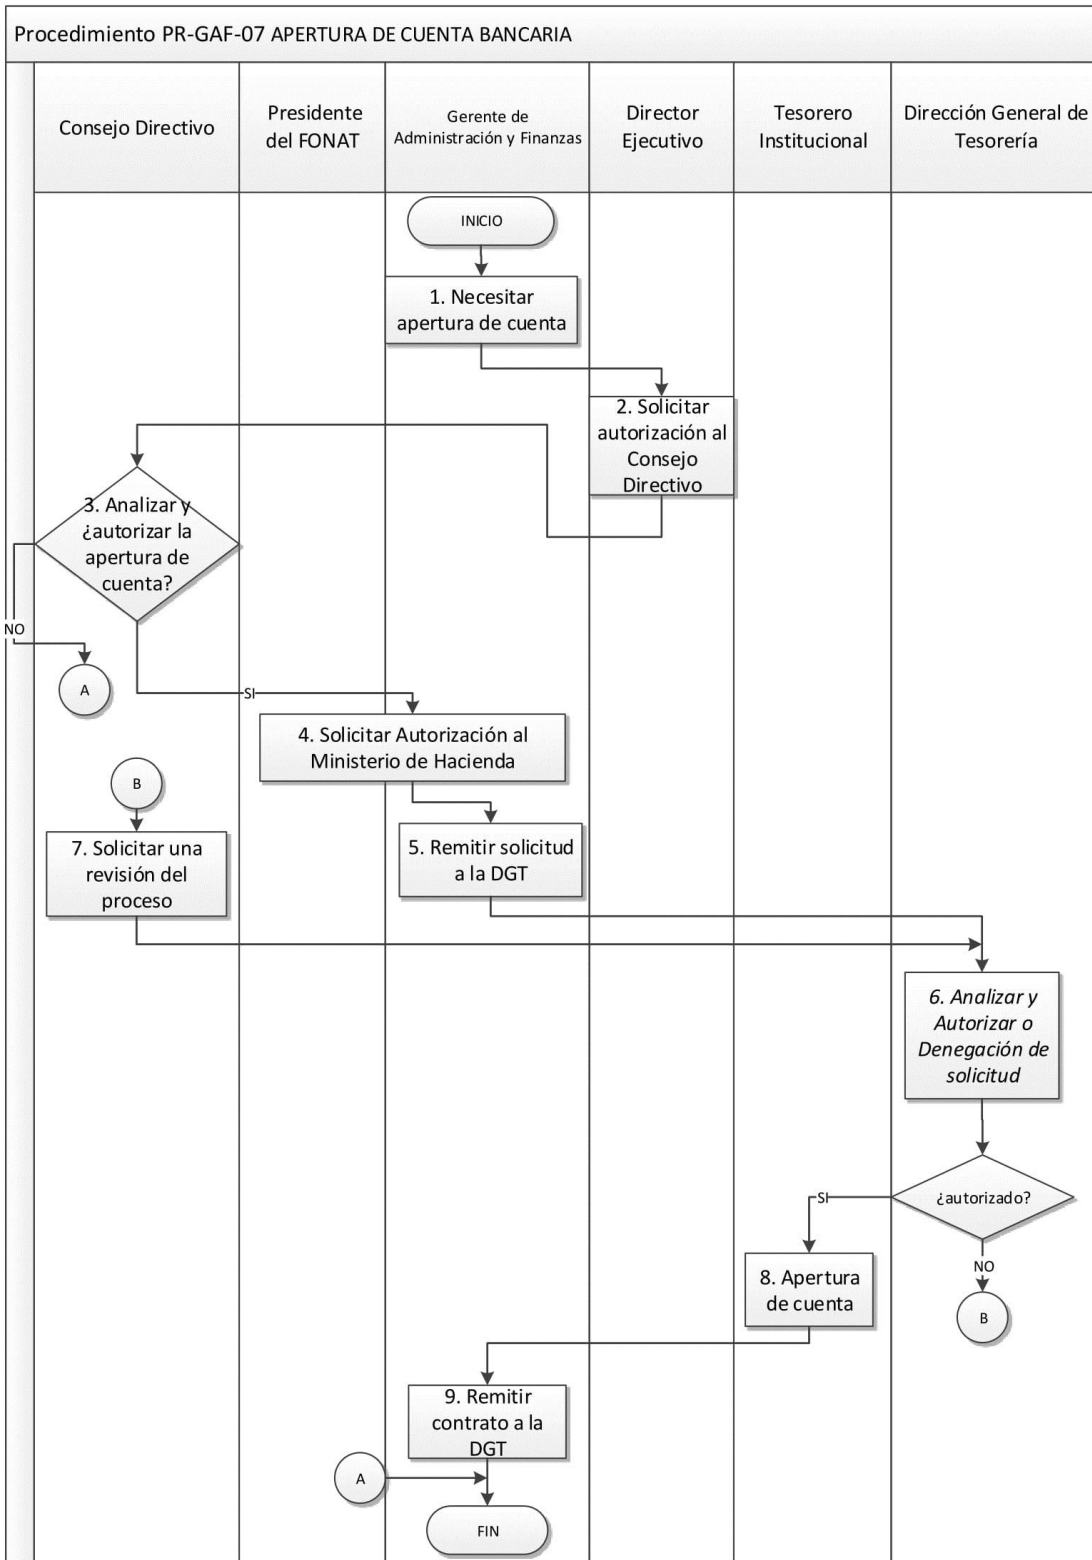 Procedimiento PR-GAF-07 APERTURA DE CUENTA BANCARIA
Consejo Directivo
Presidente
del FONAT
Gerente de
Administración y Finanzas
Director
Ejecutivo
Tesorero
Institucional
Dirección General de
Tesorería
INICIO
1. Necesitar
apertura de cuenta
2. Solicitar
autorización al
Consejo
Directivo
3. Analizar y
¿autorizar la
apertura de
cuenta?
NO
A
SI
4. Solicitar Autorización al
Ministerio de Hacienda
B
7. Solicitar una
revisión del
proceso
5. Remitir solicitud
a la DGT
6. Analizar y
Autorizar o
Denegación de
solicitud
¿autorizado?
SI
NO
B
8. Apertura
de cuenta
9. Remitir
contrato a la
DGT
A
FIN